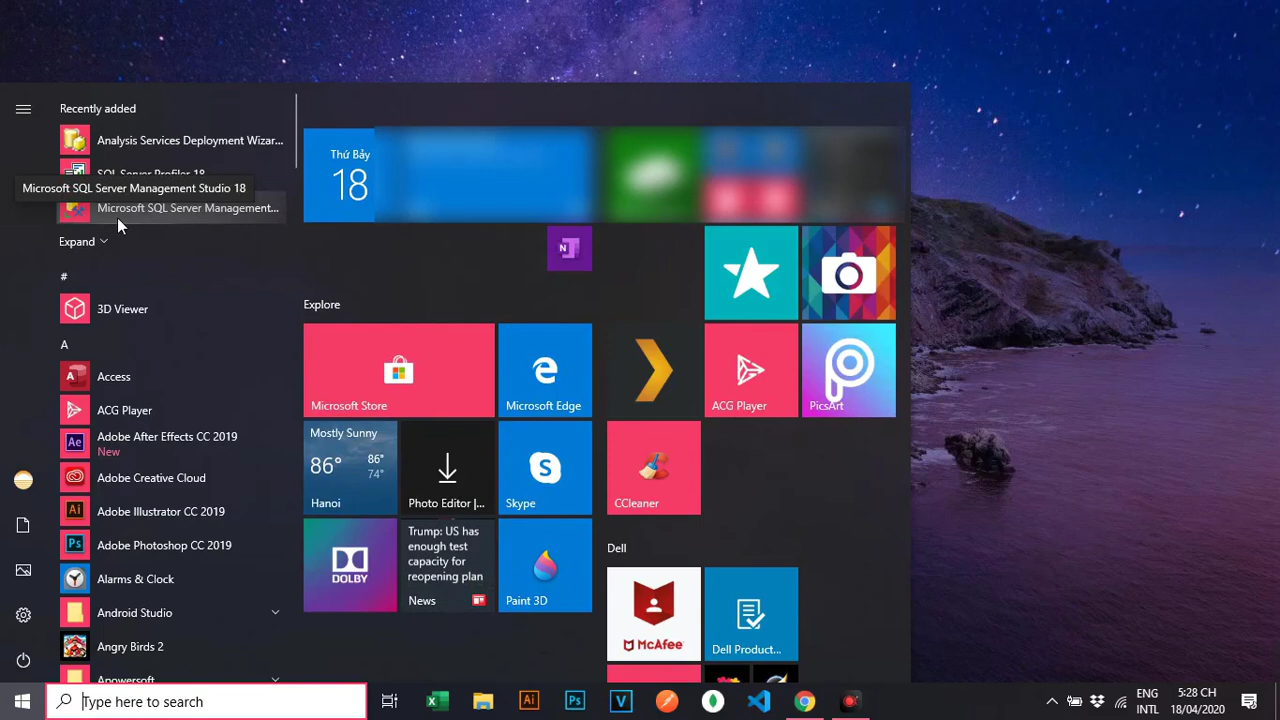 Recently added
Analysis Services Deployment Wizar...
SQL Server Profiler 18
Microsoft SQL Server Management Studio 18
Microsoft SQL Server Management...
Expand
#
3D Viewer
A
Access
ACG Player
Adobe After Effects CC 2019
New
Adobe Creative Cloud
Adobe Illustrator CC 2019
Adobe Photoshop CC 2019
Alarms & Clock
Android Studio
Angry Birds 2
Apowersoft
Thứ Bảy
18
N
Explore
Microsoft Store
Microsoft Edge
ACG Player
PicsArt
Mostly Sunny
86°
86°
74°
Hanoi
Photo Editor |...
Skype
CCleaner
DOLBY
Trump: US has
enough test
capacity for
reopening plan
News
Paint 3D
Dell
McAfee
Dell Product...
Type here to search
ENG
INTL
5:28 CH
18/04/2020